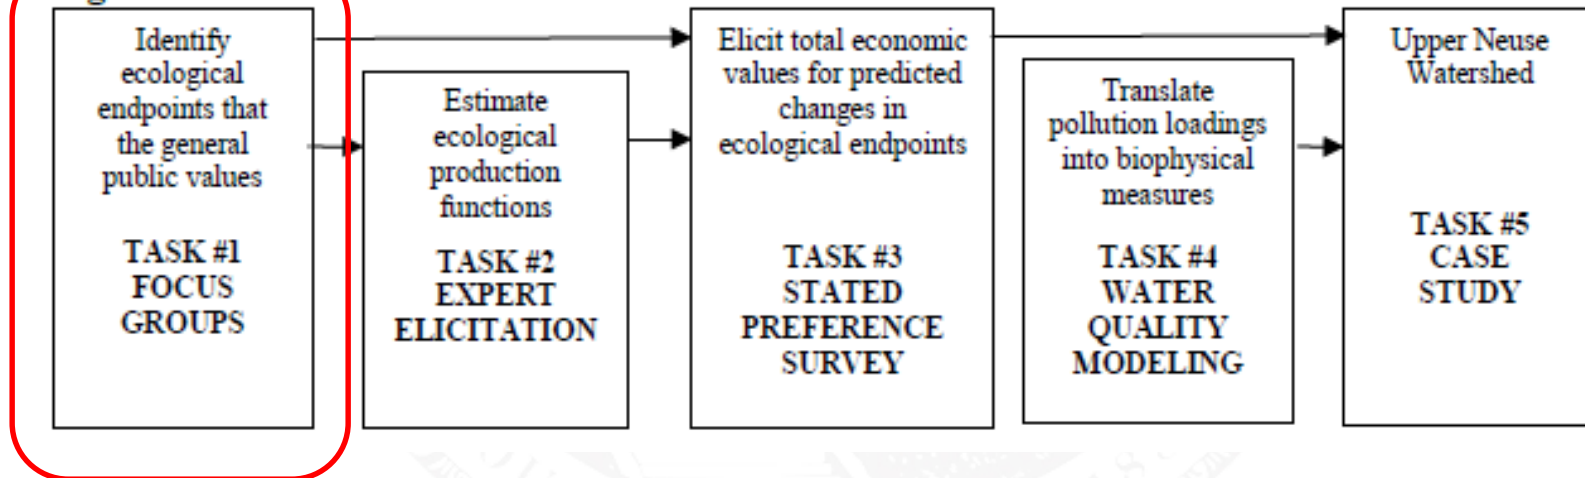 Identify
ecological
endpoints that
the general
public values
TASK #1
FOCUS
GROUPS
Estimate
ecological
production
functions
TASK #2
EXPERT
ELICITATION
Elicit total economic
values for predicted
changes in
ecological endpoints
TASK #3
STATED
PREFERENCE
SURVEY
Translate
pollution loadings
into biophysical
measures
TASK #4
WATER
QUALITY
MODELING
Upper Neuse
Watershed
TASK #5
CASE
STUDY